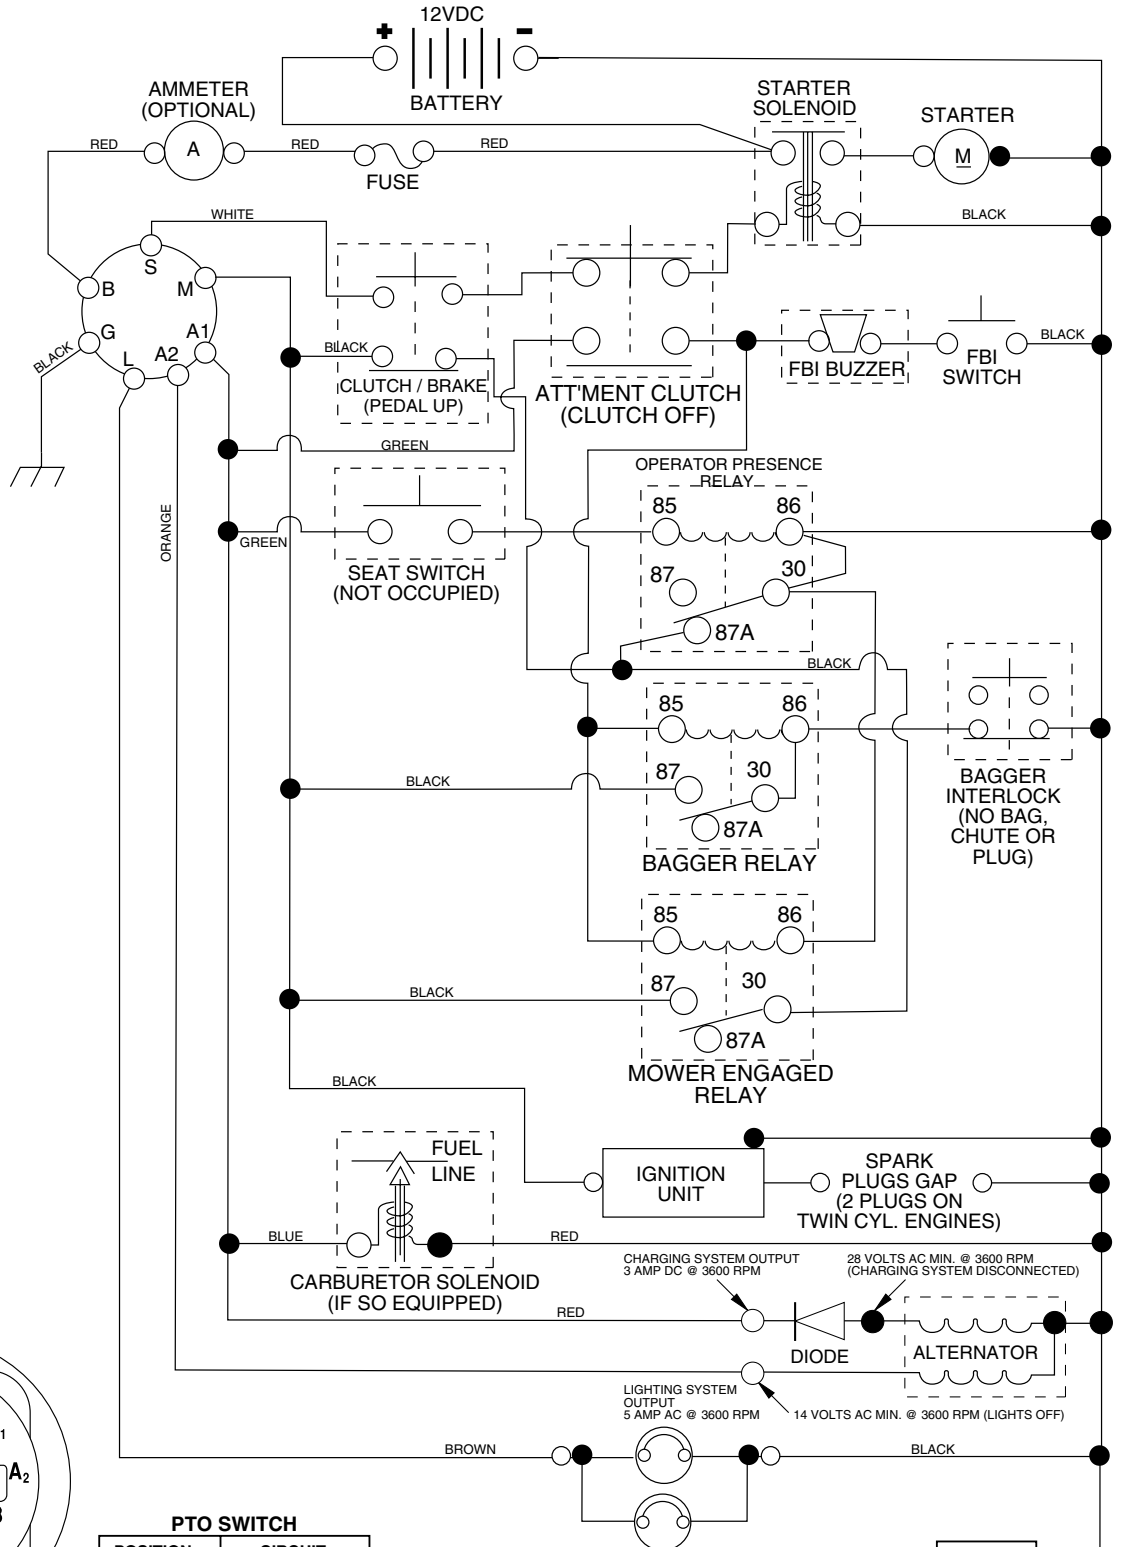 12VDC
+
-
BATTERY
AMMETER
(OPTIONAL)
A
RED
RED
FUSE
RED
STARTER
SOLENOID
STARTER
M
BLACK
WHITE
S
B
M
G
A1
L
A2
BLACK
BLACK
CLUTCH / BRAKE
(PEDAL UP)
ATT'MENT CLUTCH
(CLUTCH OFF)
FBI BUZZER
FBI
SWITCH
BLACK
GREEN
ORANGE
GREEN
SEAT SWITCH
(NOT OCCUPIED)
OPERATOR PRESENCE
RELAY
85
86
87
30
87A
BLACK
85
86
87
30
87A
BAGGER RELAY
BLACK
BAGGER
INTERLOCK
(NO BAG,
CHUTE OR
PLUG)
85
86
87
30
87A
MOWER ENGAGED
RELAY
BLACK
BLACK
FUEL
LINE
IGNITION
UNIT
SPARK
PLUGS GAP
(2 PLUGS ON
TWIN CYL. ENGINES)
BLUE
RED
CARBURETOR SOLENOID
(IF SO EQUIPPED)
CHARGING SYSTEM OUTPUT
3 AMP DC @ 3600 RPM
28 VOLTS AC MIN. @ 3600 RPM
(CHARGING SYSTEM DISCONNECTED)
RED
DIODE
ALTERNATOR
LIGHTING SYSTEM
OUTPUT
5 AMP AC @ 3600 RPM
14 VOLTS AC MIN. @ 3600 RPM (LIGHTS OFF)
BROWN
BLACK
1
A2
PTO SWITCH
POSITION
CIRCUIT